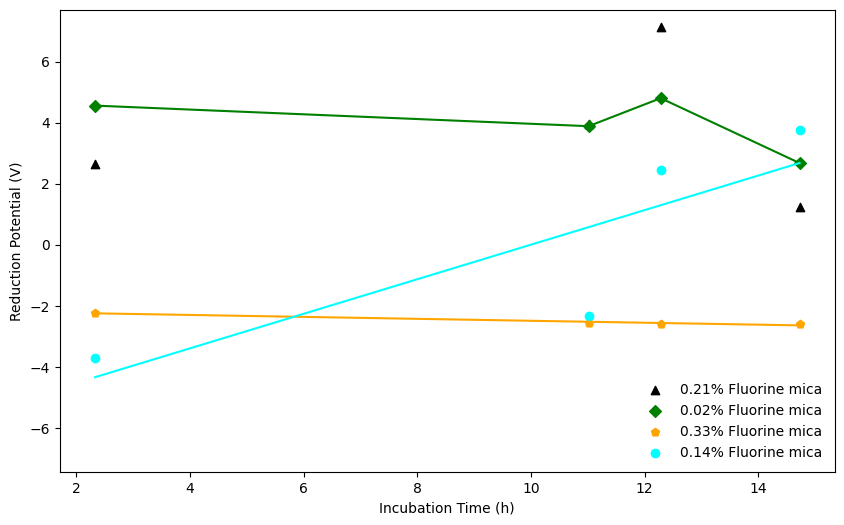 6
4
2
0
−2
−4
−6
Reduction Potential (V)
2
4
6
8
10
12
14
Incubation Time (h)
0.21% Fluorine mica
0.02% Fluorine mica
0.33% Fluorine mica
0.14% Fluorine mica